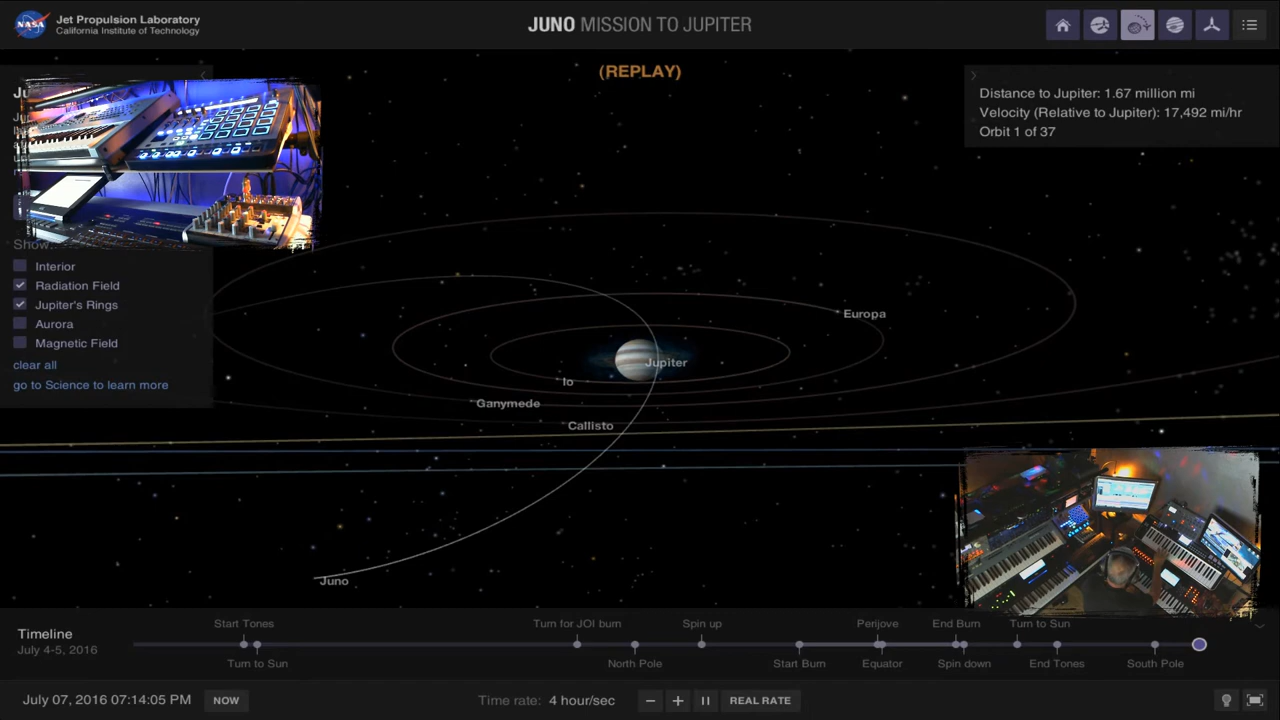 NASA
Jet Propulsion Laboratory
California Institute of Technology
JUNO MISSION TO JUPITER
(REPLAY)
Distance to Jupiter: 1.67 million mi
Velocity (Relative to Jupiter): 17,492 mi/hr
Orbit 1 of 37
Show
Interior
Radiation Field
Jupiter's Rings
Aurora
Magnetic Field
clear all
go to Science to learn more
Europa
Jupiter
Io
Ganymede
Callisto
Juno
Timeline
July 4-5, 2016
Start Tones
Turn to Sun
Turn for JOI burn
North Pole
Spin up
Start Burn
Perijove
Equator
End Burn
Spin down
Turn to Sun
End Tones
South Pole
July 07, 2016 07:14:05 PM
NOW
Time rate: 4 hour/sec
REAL RATE